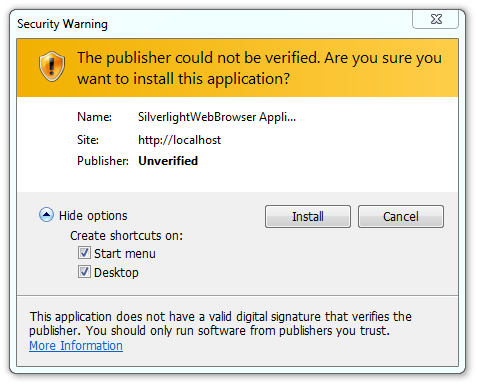 Security Warning
The publisher could not be verified. Are you sure you
want to install this application?
Name: SilverlightWebBrowser Appli...
Site: http://localhost
Publisher: Unverified
Hide options
Install
Cancel
Create shortcuts on:
Start menu
Desktop
This application does not have a valid digital signature that verifies the
publisher. You should only run software from publishers you trust.
More Information